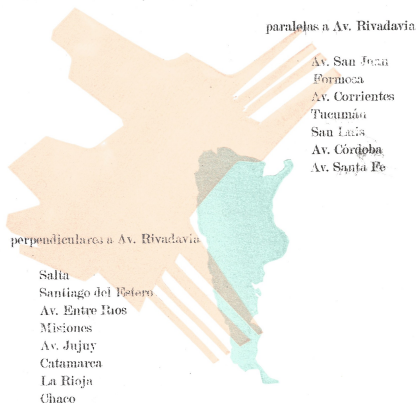 paralelas a Av. Rivadavia
Av. San Juan
Formosa
Av. Corrientes
Tucumán
San Luis
Av. Córdoba
Av. Santa Fe
perpendiculares a Av. Rivadavia
Salta
Santiago del Estero
Av. Entre Ríos
Misiones
Av. Jujuy
Catamarca
La Rioja
Chaco